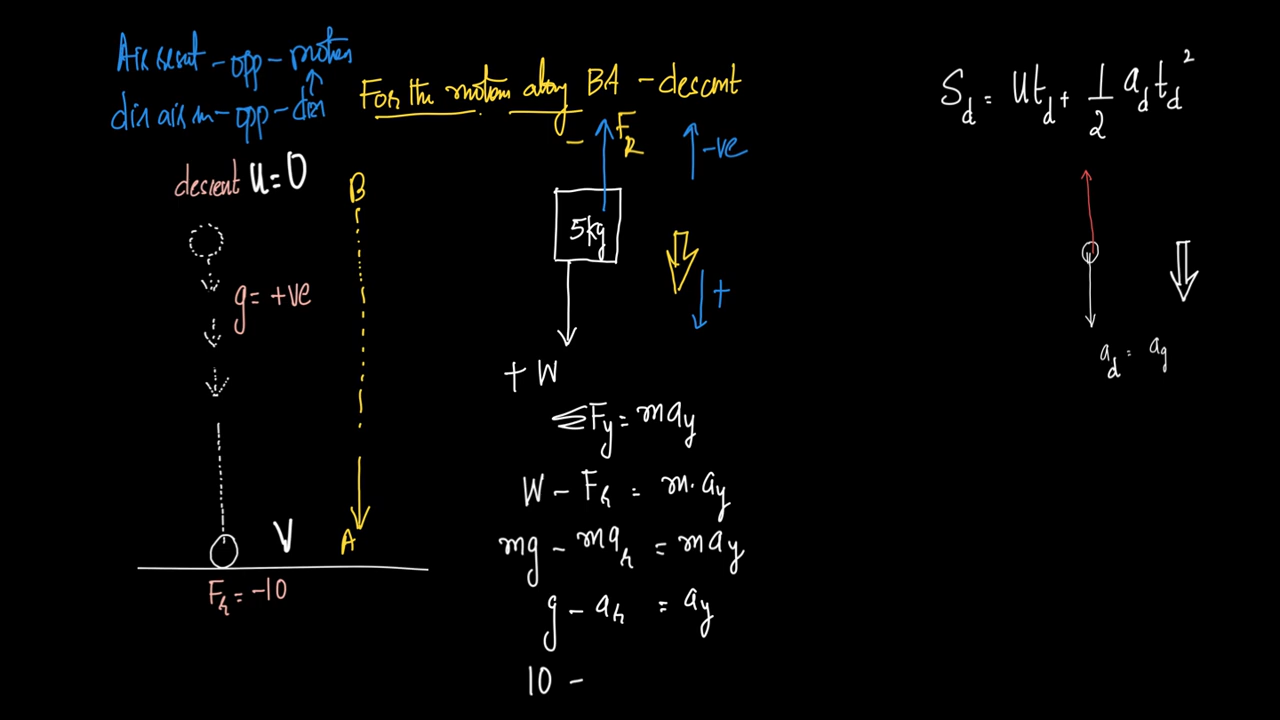 Air resist - opp - motion
dir air rn - opp - dirn
For the motion along BA - descent
descent u = 0
B
g = +ve
A
V
F_r = -10
- F_R
-ve
5kg
+
+ W
ΣF_y = ma_y
W - F_r = m. a_y
mg - ma_r = ma_y
g - a_r = a_y
10 -
S_d = ut_d + 1/2 a_d t_d²
a_d = a_g